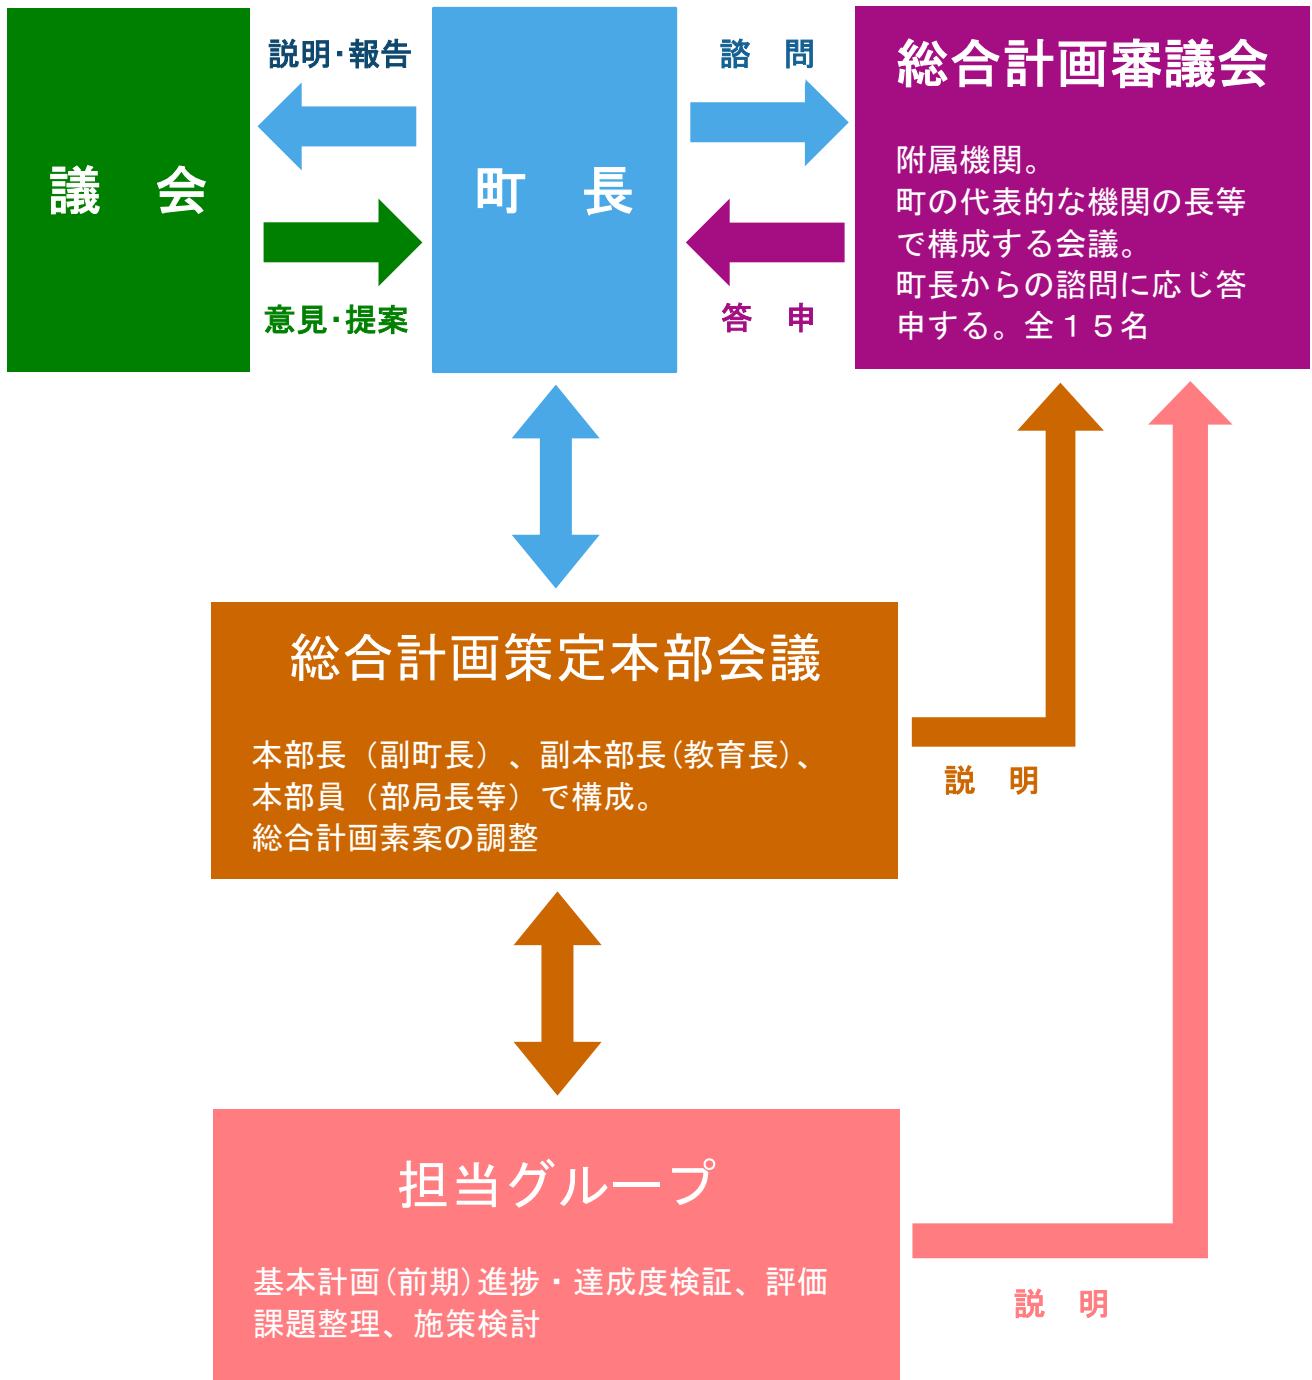 議　会
説明・報告
意見・提案
町　長
諮　問
答　申
総合計画審議会
附属機関。
町の代表的な機関の長等
で構成する会議。
町長からの諮問に応じ答
申する。全１５名
総合計画策定本部会議
本部長（副町長）、副本部長(教育長)、
本部員（部局長等）で構成。
総合計画素案の調整
説　明
担当グループ
基本計画(前期)進捗・達成度検証、評価
課題整理、施策検討
説　明